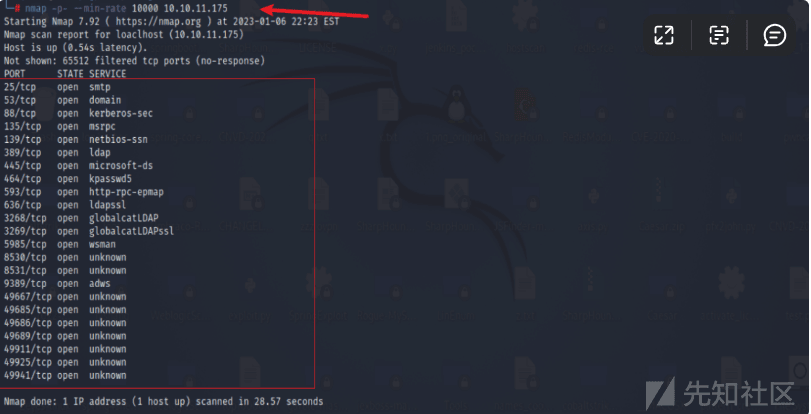 # nmap -p- --min-rate 10000 10.10.11.175
Starting Nmap 7.92 ( https://nmap.org ) at 2023-01-06 22:23 EST
Nmap scan report for loaclhost (10.10.11.175)
Host is up (0.54s latency).
Not shown: 65512 filtered tcp ports (no-response)
PORT STATE SERVICE
25/tcp open smtp
53/tcp open domain
88/tcp open kerberos-sec
135/tcp open msrpc
139/tcp open netbios-ssn
389/tcp open ldap
445/tcp open microsoft-ds
464/tcp open kpasswd5
593/tcp open http-rpc-epmap
636/tcp open ldapssl
3268/tcp open globalcatLDAP
3269/tcp open globalcatLDAPssl
5985/tcp open wsman
8530/tcp open unknown
8531/tcp open unknown
9389/tcp open adws
49667/tcp open unknown
49685/tcp open unknown
49686/tcp open unknown
49689/tcp open unknown
49911/tcp open unknown
49925/tcp open unknown
49941/tcp open unknown
Nmap done: 1 IP address (1 host up) scanned in 28.57 seconds
先知社区